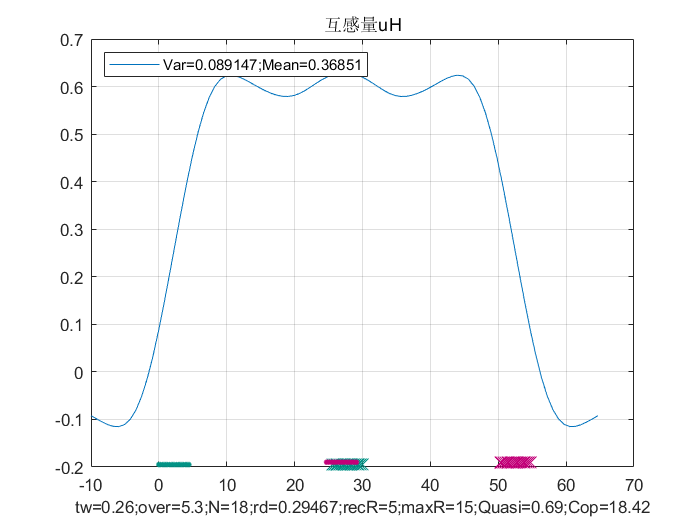 互感量uH
0.7
Var=0.089147;Mean=0.36851
0.6
0.5
0.4
0.3
0.2
0.1
0
-0.1
-0.2
-10 0 10 20 30 40 50 60 70
tw=0.26;over=5.3;N=18;rd=0.29467;recR=5;maxR=15;Quasi=0.69;Cop=18.42